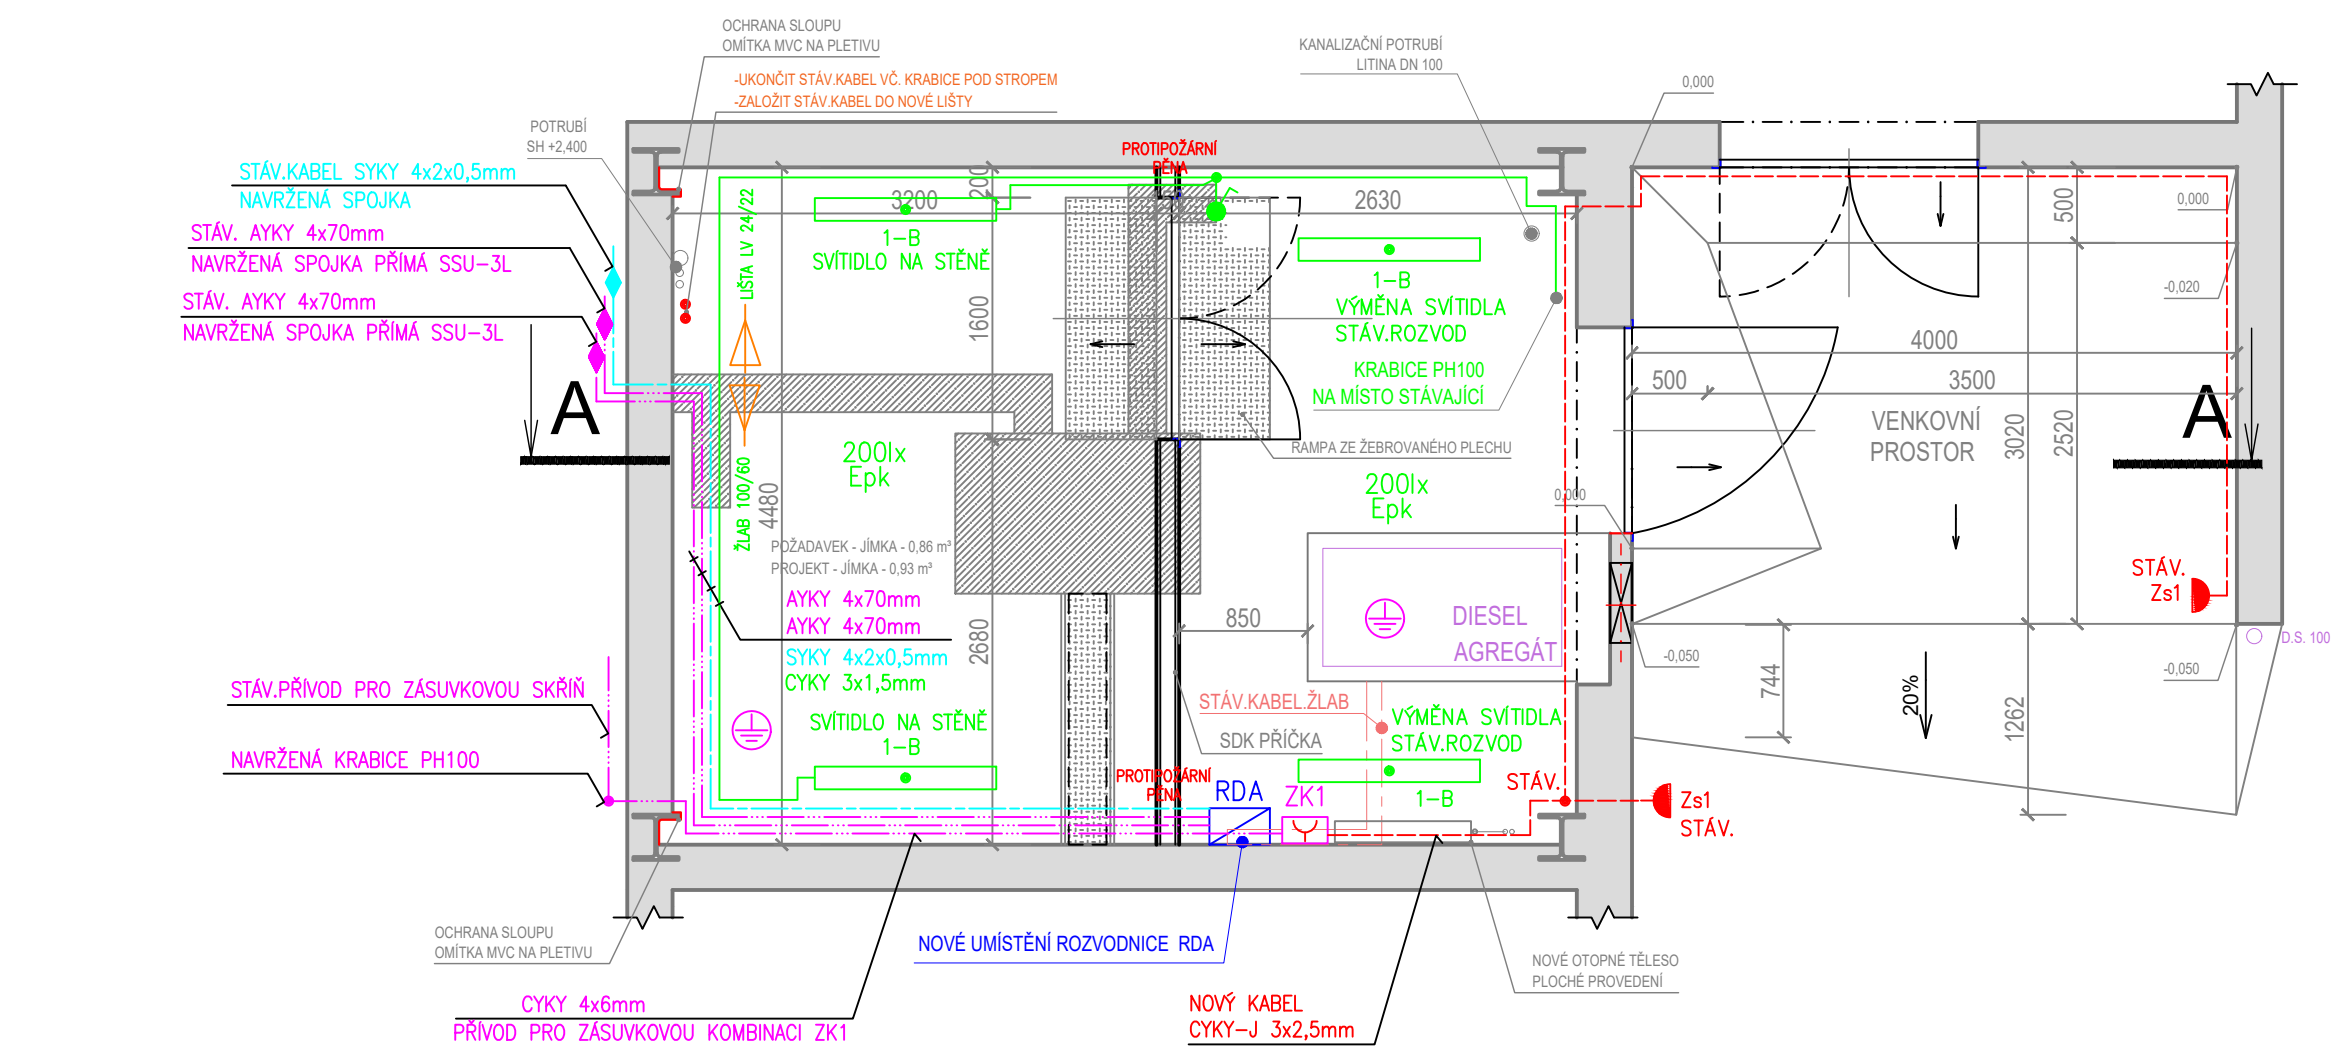 OCHRANA SLOUPU
OMÍTKA MVC NA PLETIVU
-UKONČIT STÁV.KABEL VČ. KRABICE POD STROPEM
-ZALOŽIT STÁV.KABEL DO NOVÉ LIŠTY
KANALIZAČNÍ POTRUBÍ
LITINA DN 100
0,000
POTRUBÍ
SH +2,400
PROTIPOŽÁRNÍ
PĚNA
STÁV.KABEL SYKY 4x2x0,5mm
NAVRŽENÁ SPOJKA
STÁV. AYKY 4x70mm
NAVRŽENÁ SPOJKA PŘÍMÁ SSU-3L
STÁV. AYKY 4x70mm
NAVRŽENÁ SPOJKA PŘÍMÁ SSU-3L
A
LIŠTA LV 24/22
ŽLAB 100/60
3200
200
2630
1-B
SVÍTIDLO NA STĚNĚ
1600
1-B
VÝMĚNA SVÍTIDLA
STÁV.ROZVOD
KRABICE PH100
NA MÍSTO STÁVAJÍCÍ
RAMPA ZE ŽEBROVANÉHO PLECHU
500
0,000
-0,020
4000
500
3500
VENKOVNÍ
PROSTOR
3020
2520
A
200lx
Epk
200lx
Epk
0,000
4480
POŽADAVEK - JÍMKA - 0,86 m³
PROJEKT - JÍMKA - 0,93 m³
AYKY 4x70mm
AYKY 4x70mm
SYKY 4x2x0,5mm
CYKY 3x1,5mm
2680
850
DIESEL
AGREGÁT
STÁV.
Zs1
D.S. 100
-0,050
-0,050
744
20%
1262
STÁV.PŘÍVOD PRO ZÁSUVKOVOU SKŘÍŇ
NAVRŽENÁ KRABICE PH100
SVÍTIDLO NA STĚNĚ
1-B
STÁV.KABEL.ŽLAB
SDK PŘÍČKA
VÝMĚNA SVÍTIDLA
STÁV.ROZVOD
1-B
PROTIPOŽÁRNÍ
PĚNA
RDA
ZK1
STÁV.
Zs1
STÁV.
OCHRANA SLOUPU
OMÍTKA MVC NA PLETIVU
NOVÉ UMÍSTĚNÍ ROZVODNICE RDA
NOVÉ OTOPNÉ TĚLESO
PLOCHÉ PROVEDENÍ
CYKY 4x6mm
PŘÍVOD PRO ZÁSUVKOVOU KOMBINACI ZK1
NOVÝ KABEL
CYKY-J 3x2,5mm